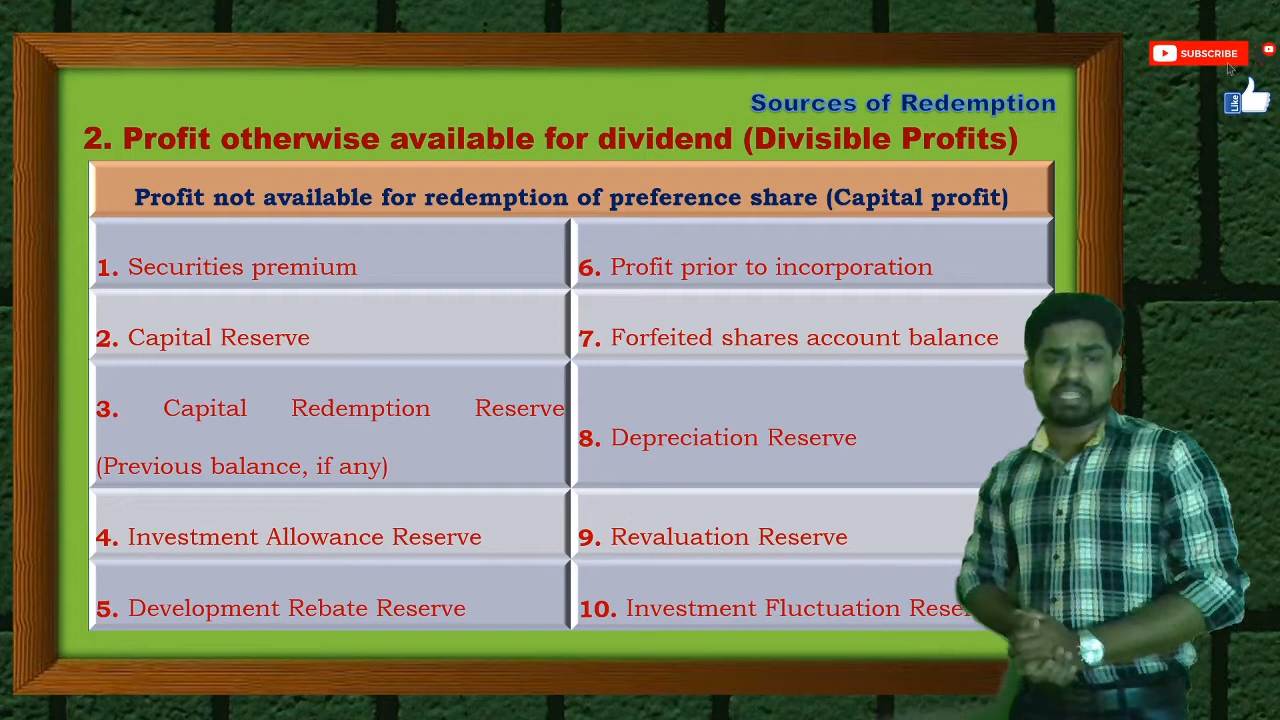 SUBSCRIBE
Like
Sources of Redemption
2. Profit otherwise available for dividend (Divisible Profits)
Profit not available for redemption of preference share (Capital profit)
1. Securities premium
6. Profit prior to incorporation
2. Capital Reserve
7. Forfeited shares account balance
3. Capital Redemption Reserve
(Previous balance, if any)
8. Depreciation Reserve
4. Investment Allowance Reserve
9. Revaluation Reserve
5. Development Rebate Reserve
10. Investment Fluctuation